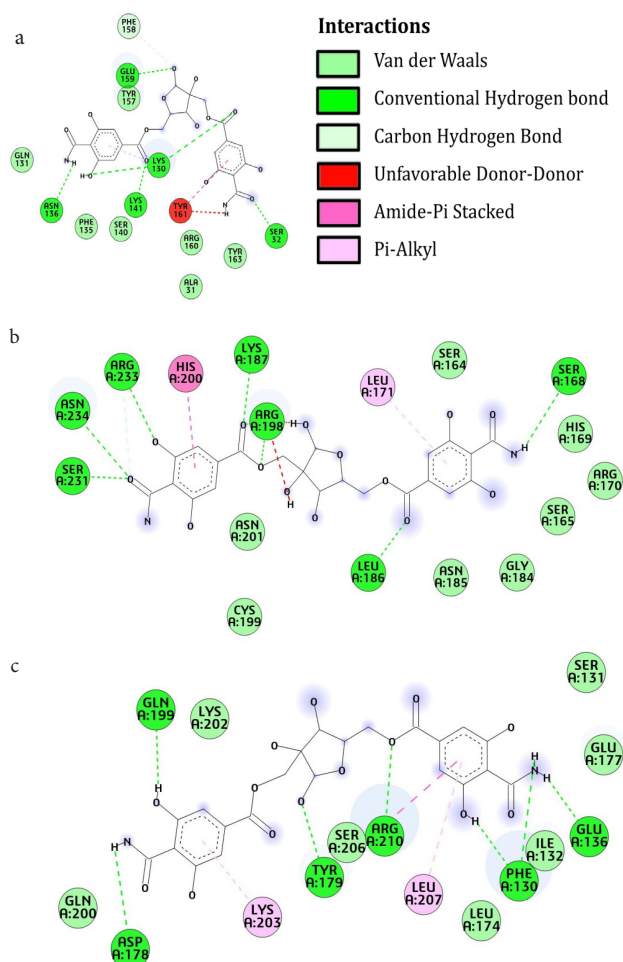 a
PHE
158
GLU
159
TYR
157
GLN
131
LYS
130
ASN
136
LYS
141
PHE
135
SER
140
TYR
161
ARG
160
TYR
163
SER
32
ALA
31
O
H
O
H
O
O
O
O
O
O
N
H
O
H
O
O
O
O
N
H
Interactions
Van der Waals
Conventional Hydrogen bond
Carbon Hydrogen Bond
Unfavorable Donor-Donor
Amide-Pi Stacked
Pi-Alkyl
b
ARG
A:233
HIS
A:200
LYS
A:187
SER
A:164
LEU
A:171
SER
A:168
ASN
A:234
ARG
A:198
HIS
A:169
SER
A:231
ARG
A:170
ASN
A:201
SER
A:165
LEU
A:186
ASN
A:185
GLY
A:184
CYS
A:199
O
O
N
O
O
O
H
O
O
H
O
O
O
O
O
O
O
N
H
O
c
GLN
A:199
LYS
A:202
SER
A:131
GLU
A:177
SER
A:206
ARG
A:210
GLU
A:136
ILE
A:132
PHE
A:130
TYR
A:179
LEU
A:207
LEU
A:174
GLN
A:200
LYS
A:203
ASP
A:178
H
O
N
H
O
O
O
O
O
O
O
O
O
O
O
O
H
O
N
H
H